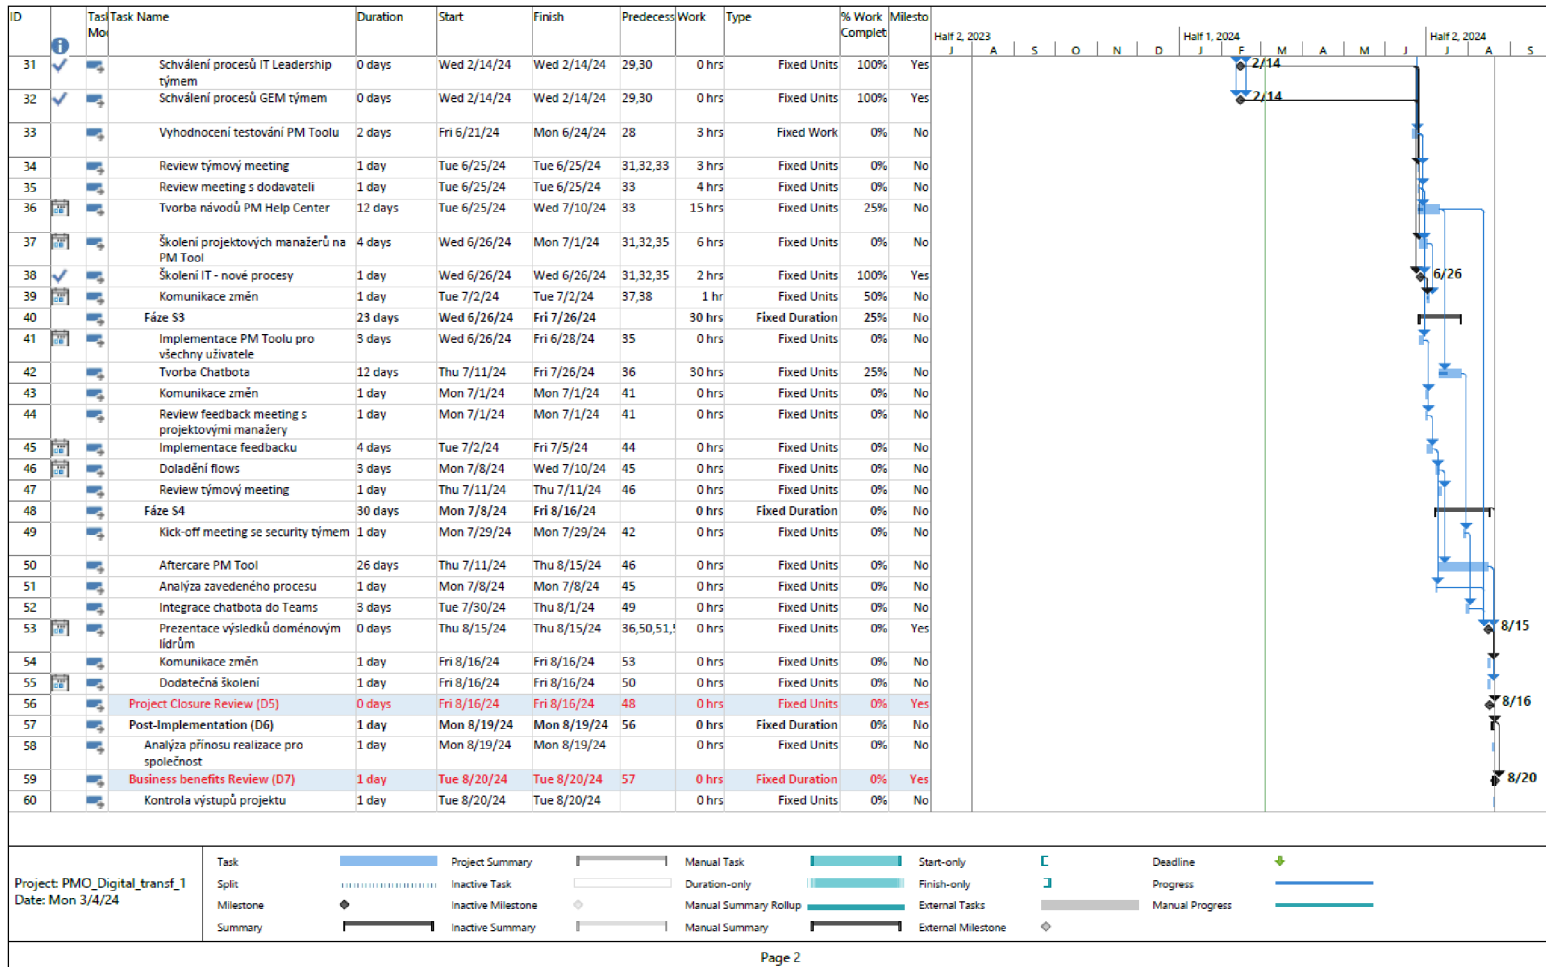 ID Task Mod Task Name Duration Start Finish Predecess Work Type % Work Complet Milesto
Half 2, 2023 Half 1, 2024 Half 2, 2024
J A S O N D J F M A M J J A S
31 Schválení procesů IT Leadership týmem 0 days Wed 2/14/24 Wed 2/14/24 29,30 0 hrs Fixed Units 100% Yes 2/14
32 Schválení procesů GEM týmem 0 days Wed 2/14/24 Wed 2/14/24 29,30 0 hrs Fixed Units 100% Yes 2/14
33 Vyhodnocení testování PM Toolu 2 days Fri 6/21/24 Mon 6/24/24 28 3 hrs Fixed Work 0% No
34 Review týmový meeting 1 day Tue 6/25/24 Tue 6/25/24 31,32,33 3 hrs Fixed Units 0% No
35 Review meeting s dodavateli 1 day Tue 6/25/24 Tue 6/25/24 33 4 hrs Fixed Units 0% No
36 Tvorba návodů PM Help Center 12 days Tue 6/25/24 Wed 7/10/24 33 15 hrs Fixed Units 25% No
37 Školení projektových manažerů na PM Tool 4 days Wed 6/26/24 Mon 7/1/24 31,32,35 6 hrs Fixed Units 0% No
38 Školení IT - nové procesy 1 day Wed 6/26/24 Wed 6/26/24 31,32,35 2 hrs Fixed Units 100% Yes 6/26
39 Komunikace změn 1 day Tue 7/2/24 Tue 7/2/24 37,38 1 hr Fixed Units 50% No
40 Fáze S3 23 days Wed 6/26/24 Fri 7/26/24 30 hrs Fixed Duration 25% No
41 Implementace PM Toolu pro všechny uživatele 3 days Wed 6/26/24 Fri 6/28/24 35 0 hrs Fixed Units 0% No
42 Tvorba Chatbota 12 days Thu 7/11/24 Fri 7/26/24 36 30 hrs Fixed Units 25% No
43 Komunikace změn 1 day Mon 7/1/24 Mon 7/1/24 41 0 hrs Fixed Units 0% No
44 Review feedback meeting s projektovými manažery 1 day Mon 7/1/24 Mon 7/1/24 41 0 hrs Fixed Units 0% No
45 Implementace feedbacku 4 days Tue 7/2/24 Fri 7/5/24 44 0 hrs Fixed Units 0% No
46 Doladění flows 3 days Mon 7/8/24 Wed 7/10/24 45 0 hrs Fixed Units 0% No
47 Review týmový meeting 1 day Thu 7/11/24 Thu 7/11/24 46 0 hrs Fixed Units 0% No
48 Fáze S4 30 days Mon 7/8/24 Fri 8/16/24 0 hrs Fixed Duration 0% No
49 Kick-off meeting se security týmem 1 day Mon 7/29/24 Mon 7/29/24 42 0 hrs Fixed Units 0% No
50 Aftercare PM Tool 26 days Thu 7/11/24 Thu 8/15/24 46 0 hrs Fixed Units 0% No
51 Analýza zavedeného procesu 1 day Mon 7/8/24 Mon 7/8/24 45 0 hrs Fixed Units 0% No
52 Integrace chatbota do Teams 3 days Tue 7/30/24 Thu 8/1/24 49 0 hrs Fixed Units 0% No
53 Prezentace výsledků doménovým lídrům 0 days Thu 8/15/24 Thu 8/15/24 36,50,51, 0 hrs Fixed Units 0% Yes 8/15
54 Komunikace změn 1 day Fri 8/16/24 Fri 8/16/24 53 0 hrs Fixed Units 0% No
55 Dodatečná školení 1 day Fri 8/16/24 Fri 8/16/24 50 0 hrs Fixed Units 0% No
56 Project Closure Review (D5) 0 days Fri 8/16/24 Fri 8/16/24 48 0 hrs Fixed Units 0% Yes 8/16
57 Post-Implementation (D6) 1 day Mon 8/19/24 Mon 8/19/24 56 0 hrs Fixed Duration 0% No
58 Analýza přínosu realizace pro společnost 1 day Mon 8/19/24 Mon 8/19/24 0 hrs Fixed Units 0% No
59 Business benefits Review (D7) 1 day Tue 8/20/24 Tue 8/20/24 57 0 hrs Fixed Duration 0% Yes 8/20
60 Kontrola výstupů projektu 1 day Tue 8/20/24 Tue 8/20/24 0 hrs Fixed Units 0% No
Project: PMO_Digital_transf_1
Date: Mon 3/4/24
Task Project Summary Manual Task Start-only Deadline
Split Inactive Task Duration-only Finish-only Progress
Milestone Inactive Milestone Manual Summary Rollup External Tasks Manual Progress
Summary Inactive Summary Manual Summary External Milestone
Page 2